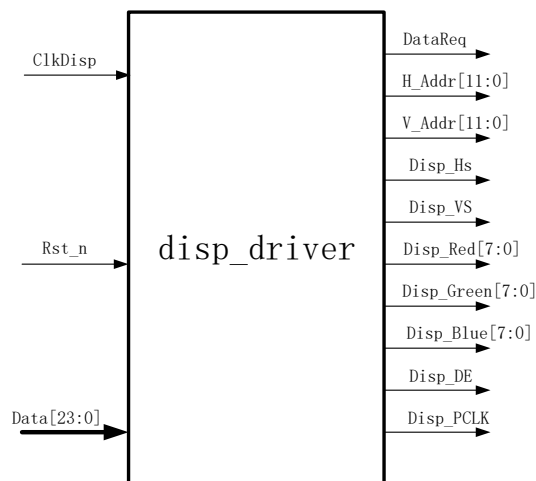 ClkDisp
Rst_n
Data[23:0]
disp_driver
DataReq
H_Addr[11:0]
V_Addr[11:0]
Disp_Hs
Disp_VS
Disp_Red[7:0]
Disp_Green[7:0]
Disp_Blue[7:0]
Disp_DE
Disp_PCLK